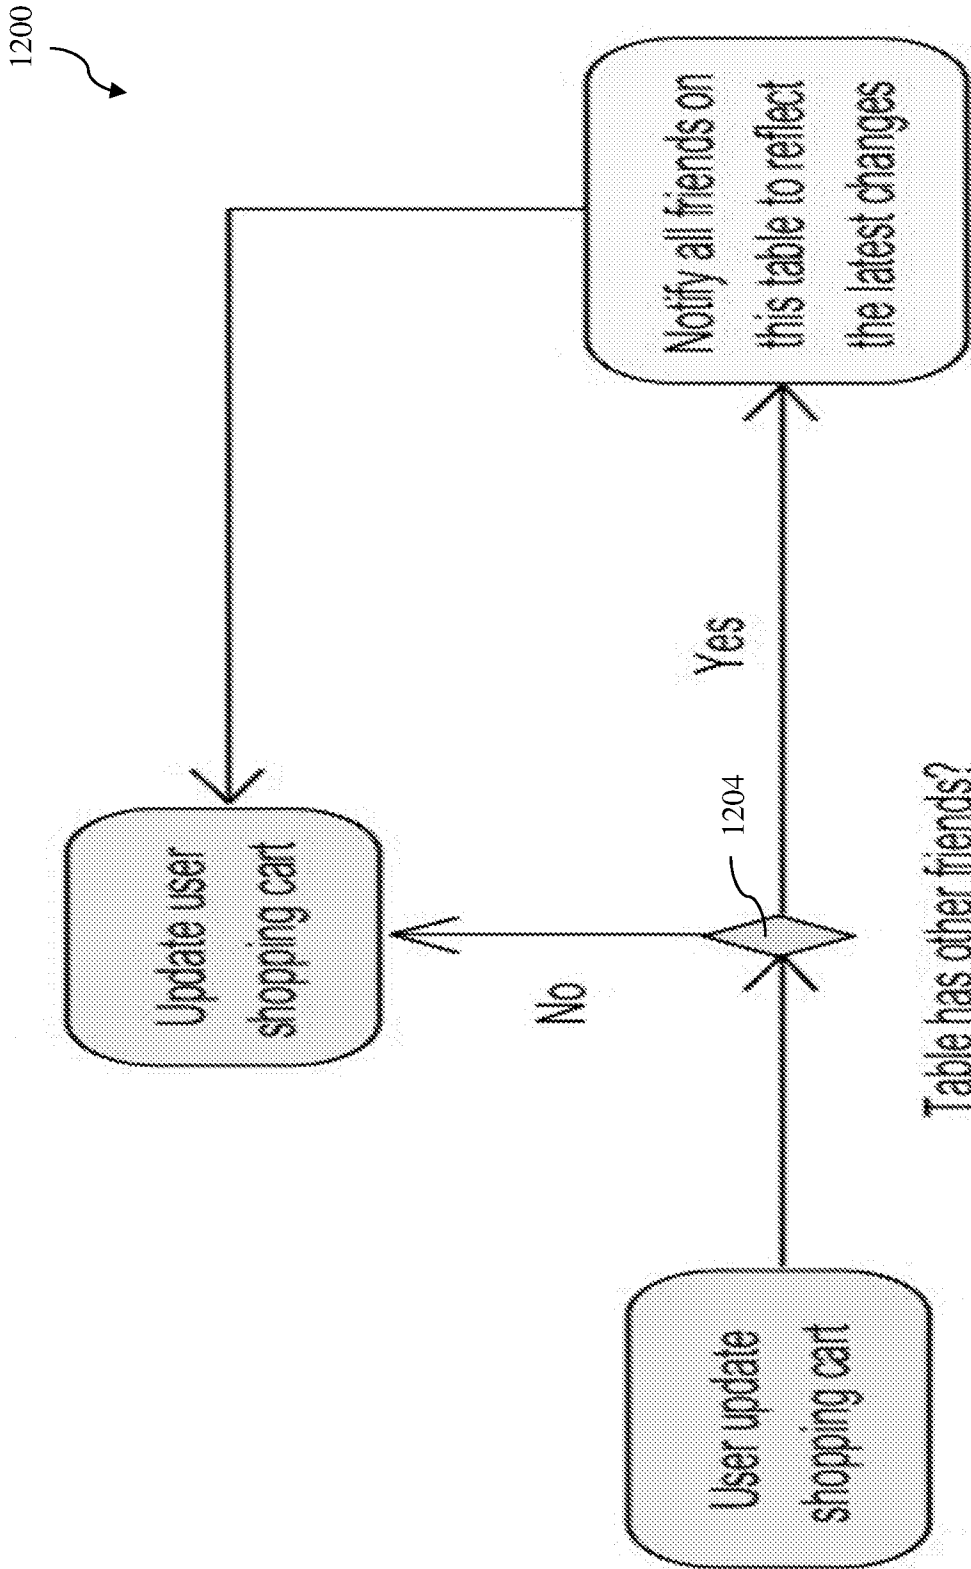 1200
Update user
shopping cart
No
1204
Yes
User update
shopping cart
Table has other friends?
Notify all friends on
this table to reflect
the latest changes